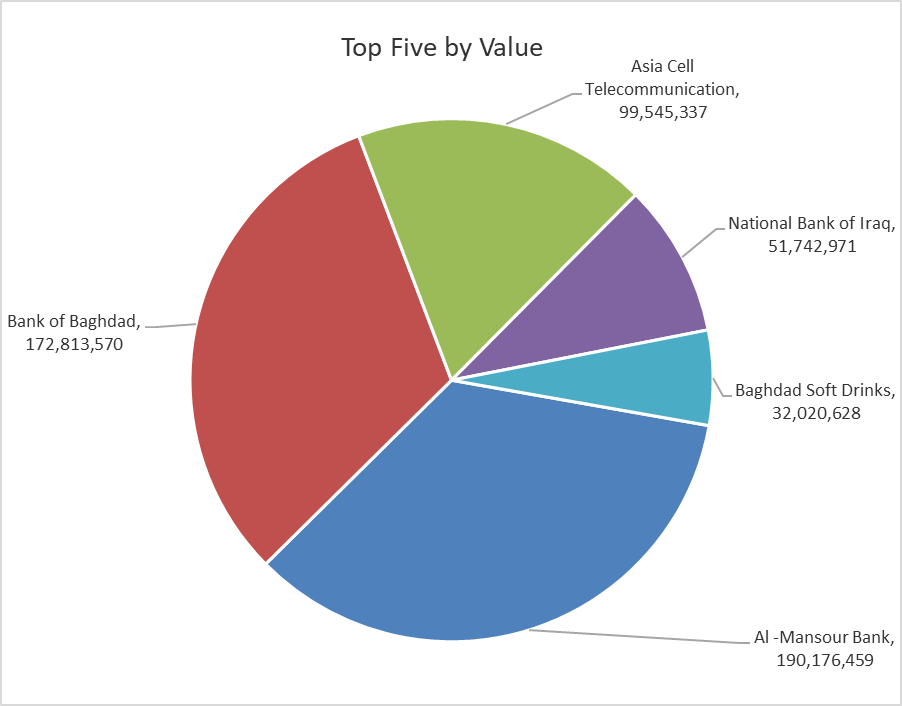 Top Five by Value
Asia Cell
Telecommunication,
99,545,337
National Bank of Iraq,
51,742,971
Bank of Baghdad,
172,813,570
Baghdad Soft Drinks,
32,020,628
Al -Mansour Bank,
190,176,459